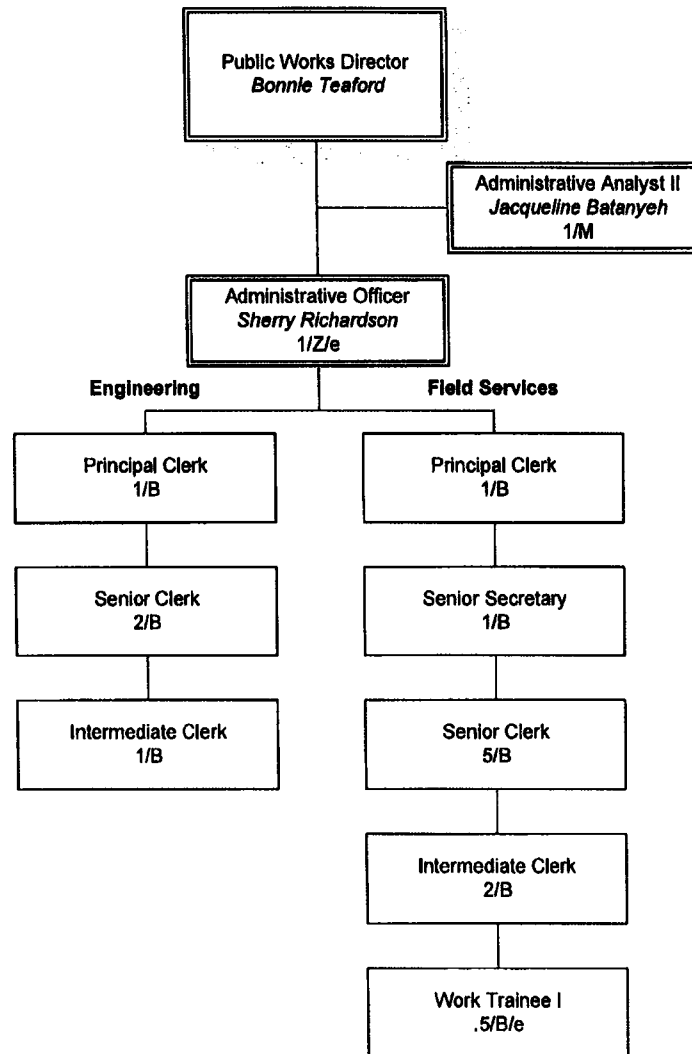 Public Works Director
Bonnie Teaford
Administrative Analyst II
Jacqueline Batanyeh
1/M
Administrative Officer
Sherry Richardson
1/Z/e
Engineering
Field Services
Principal Clerk
1/B
Senior Clerk
2/B
Intermediate Clerk
1/B
Principal Clerk
1/B
Senior Secretary
1/B
Senior Clerk
5/B
Intermediate Clerk
2/B
Work Trainee I
.5/B/e